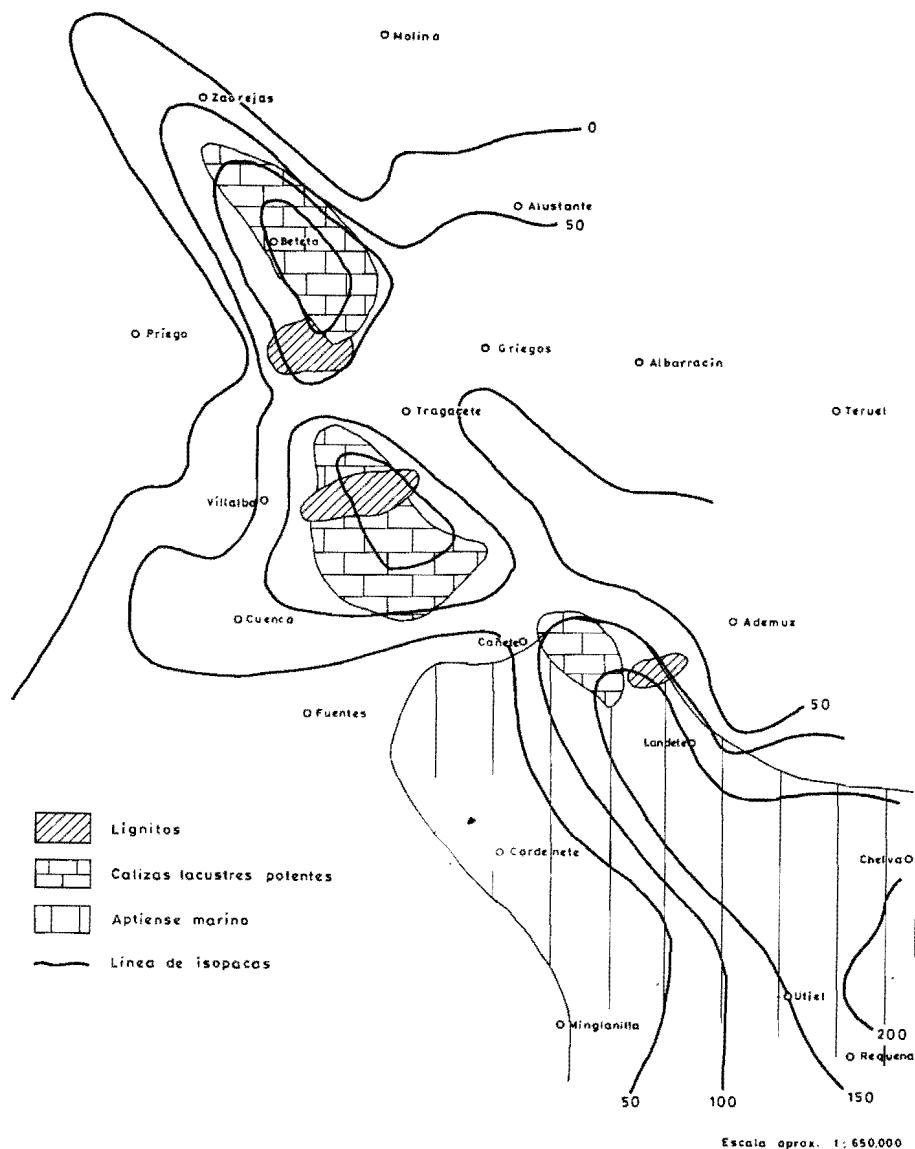 Molina
Zaorejas
0
Alustante
50
Beteta
Priego
Griegos
Albarracin
Tragacete
Teruel
Villalba
Cuenca
Ademuz
Cañete
50
Fuentes
Landete
Lignitos
Cardenete
Chelva
Calizas lacustres potentes
Aptiense marino
Línea de isopacas
Utiel
Minglanilla
200
Requena
50
100
150
Escala aprox. 1:650,000